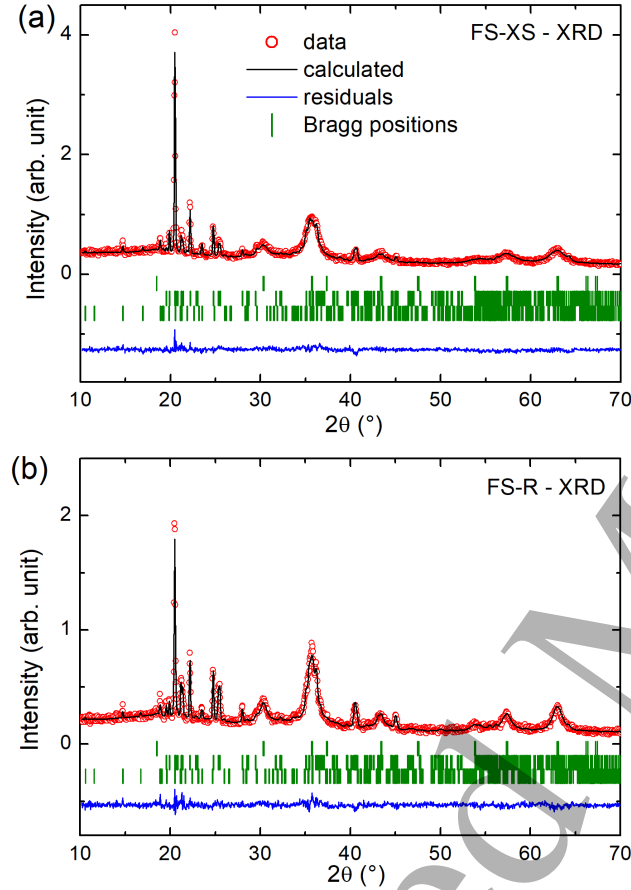 (a)
FS-XS - XRD
data
calculated
residuals
Bragg positions
Intensity (arb. unit)
4
2
0
10 20 30 40 50 60 70
2θ (°)
(b)
FS-R - XRD
Intensity (arb. unit)
2
1
0
10 20 30 40 50 60 70
2θ (°)